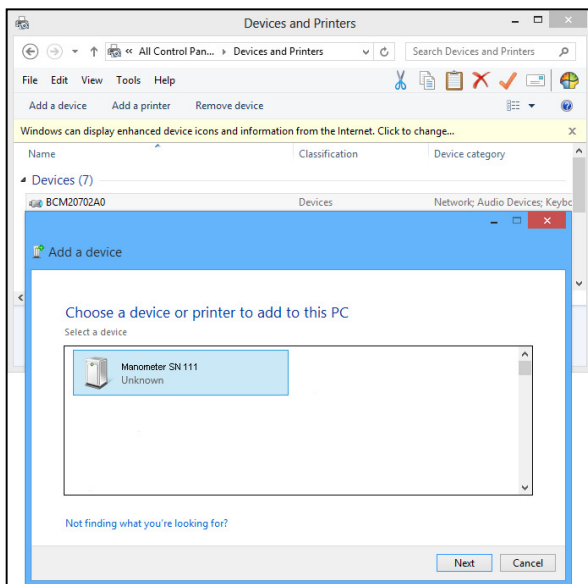 Devices and Printers
« All Control Pan... ▸ Devices and Printers Search Devices and Printers
File Edit View Tools Help
Add a device Add a printer Remove device
Windows can display enhanced device icons and information from the Internet. Click to change...
Name Classification Device category
Devices (7)
BCM20702A0 Devices Network; Audio Devices; Keybc
Add a device
Choose a device or printer to add to this PC
Select a device
Manometer SN 111
Unknown
Not finding what you're looking for?
Next Cancel